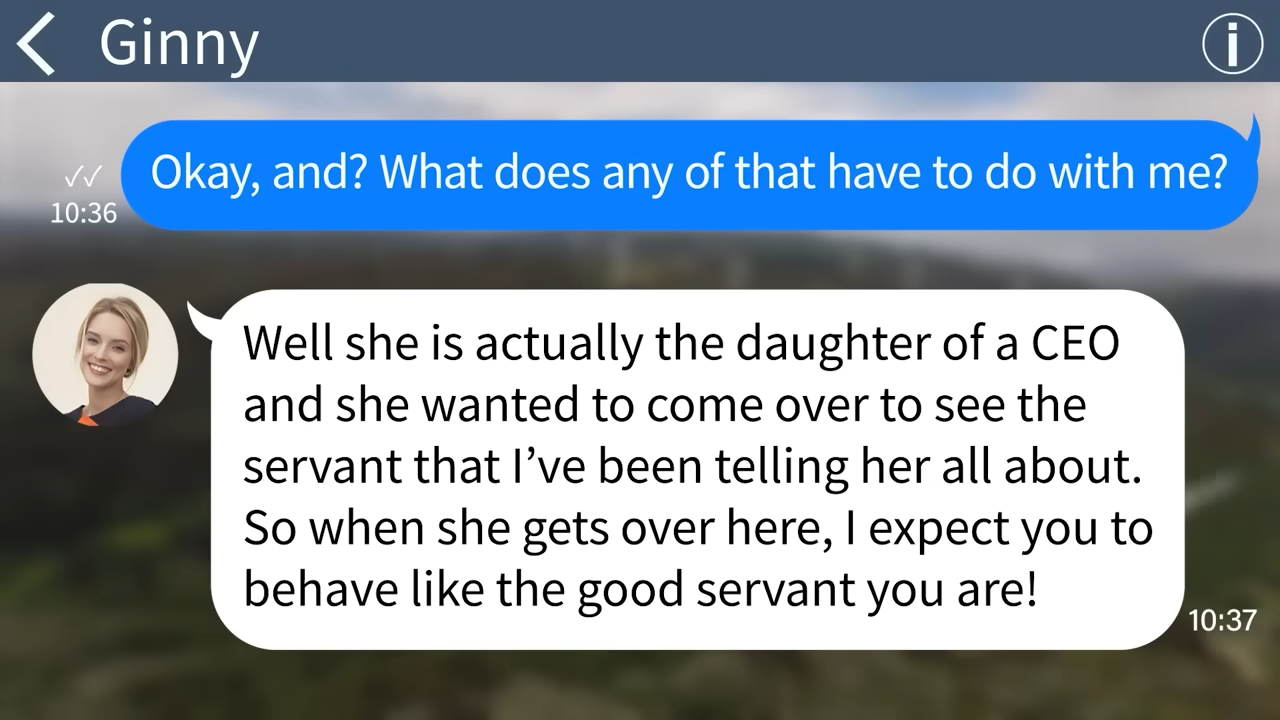 Ginny
Okay, and? What does any of that have to do with me?
10:36
Well she is actually the daughter of a CEO
and she wanted to come over to see the
servant that I’ve been telling her all about.
So when she gets over here, I expect you to
behave like the good servant you are!
10:37